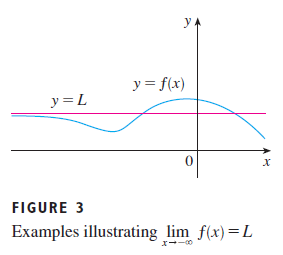 y
y = f(x)
y = L
0
x
FIGURE 3
Examples illustrating lim f(x) = L
x→-∞